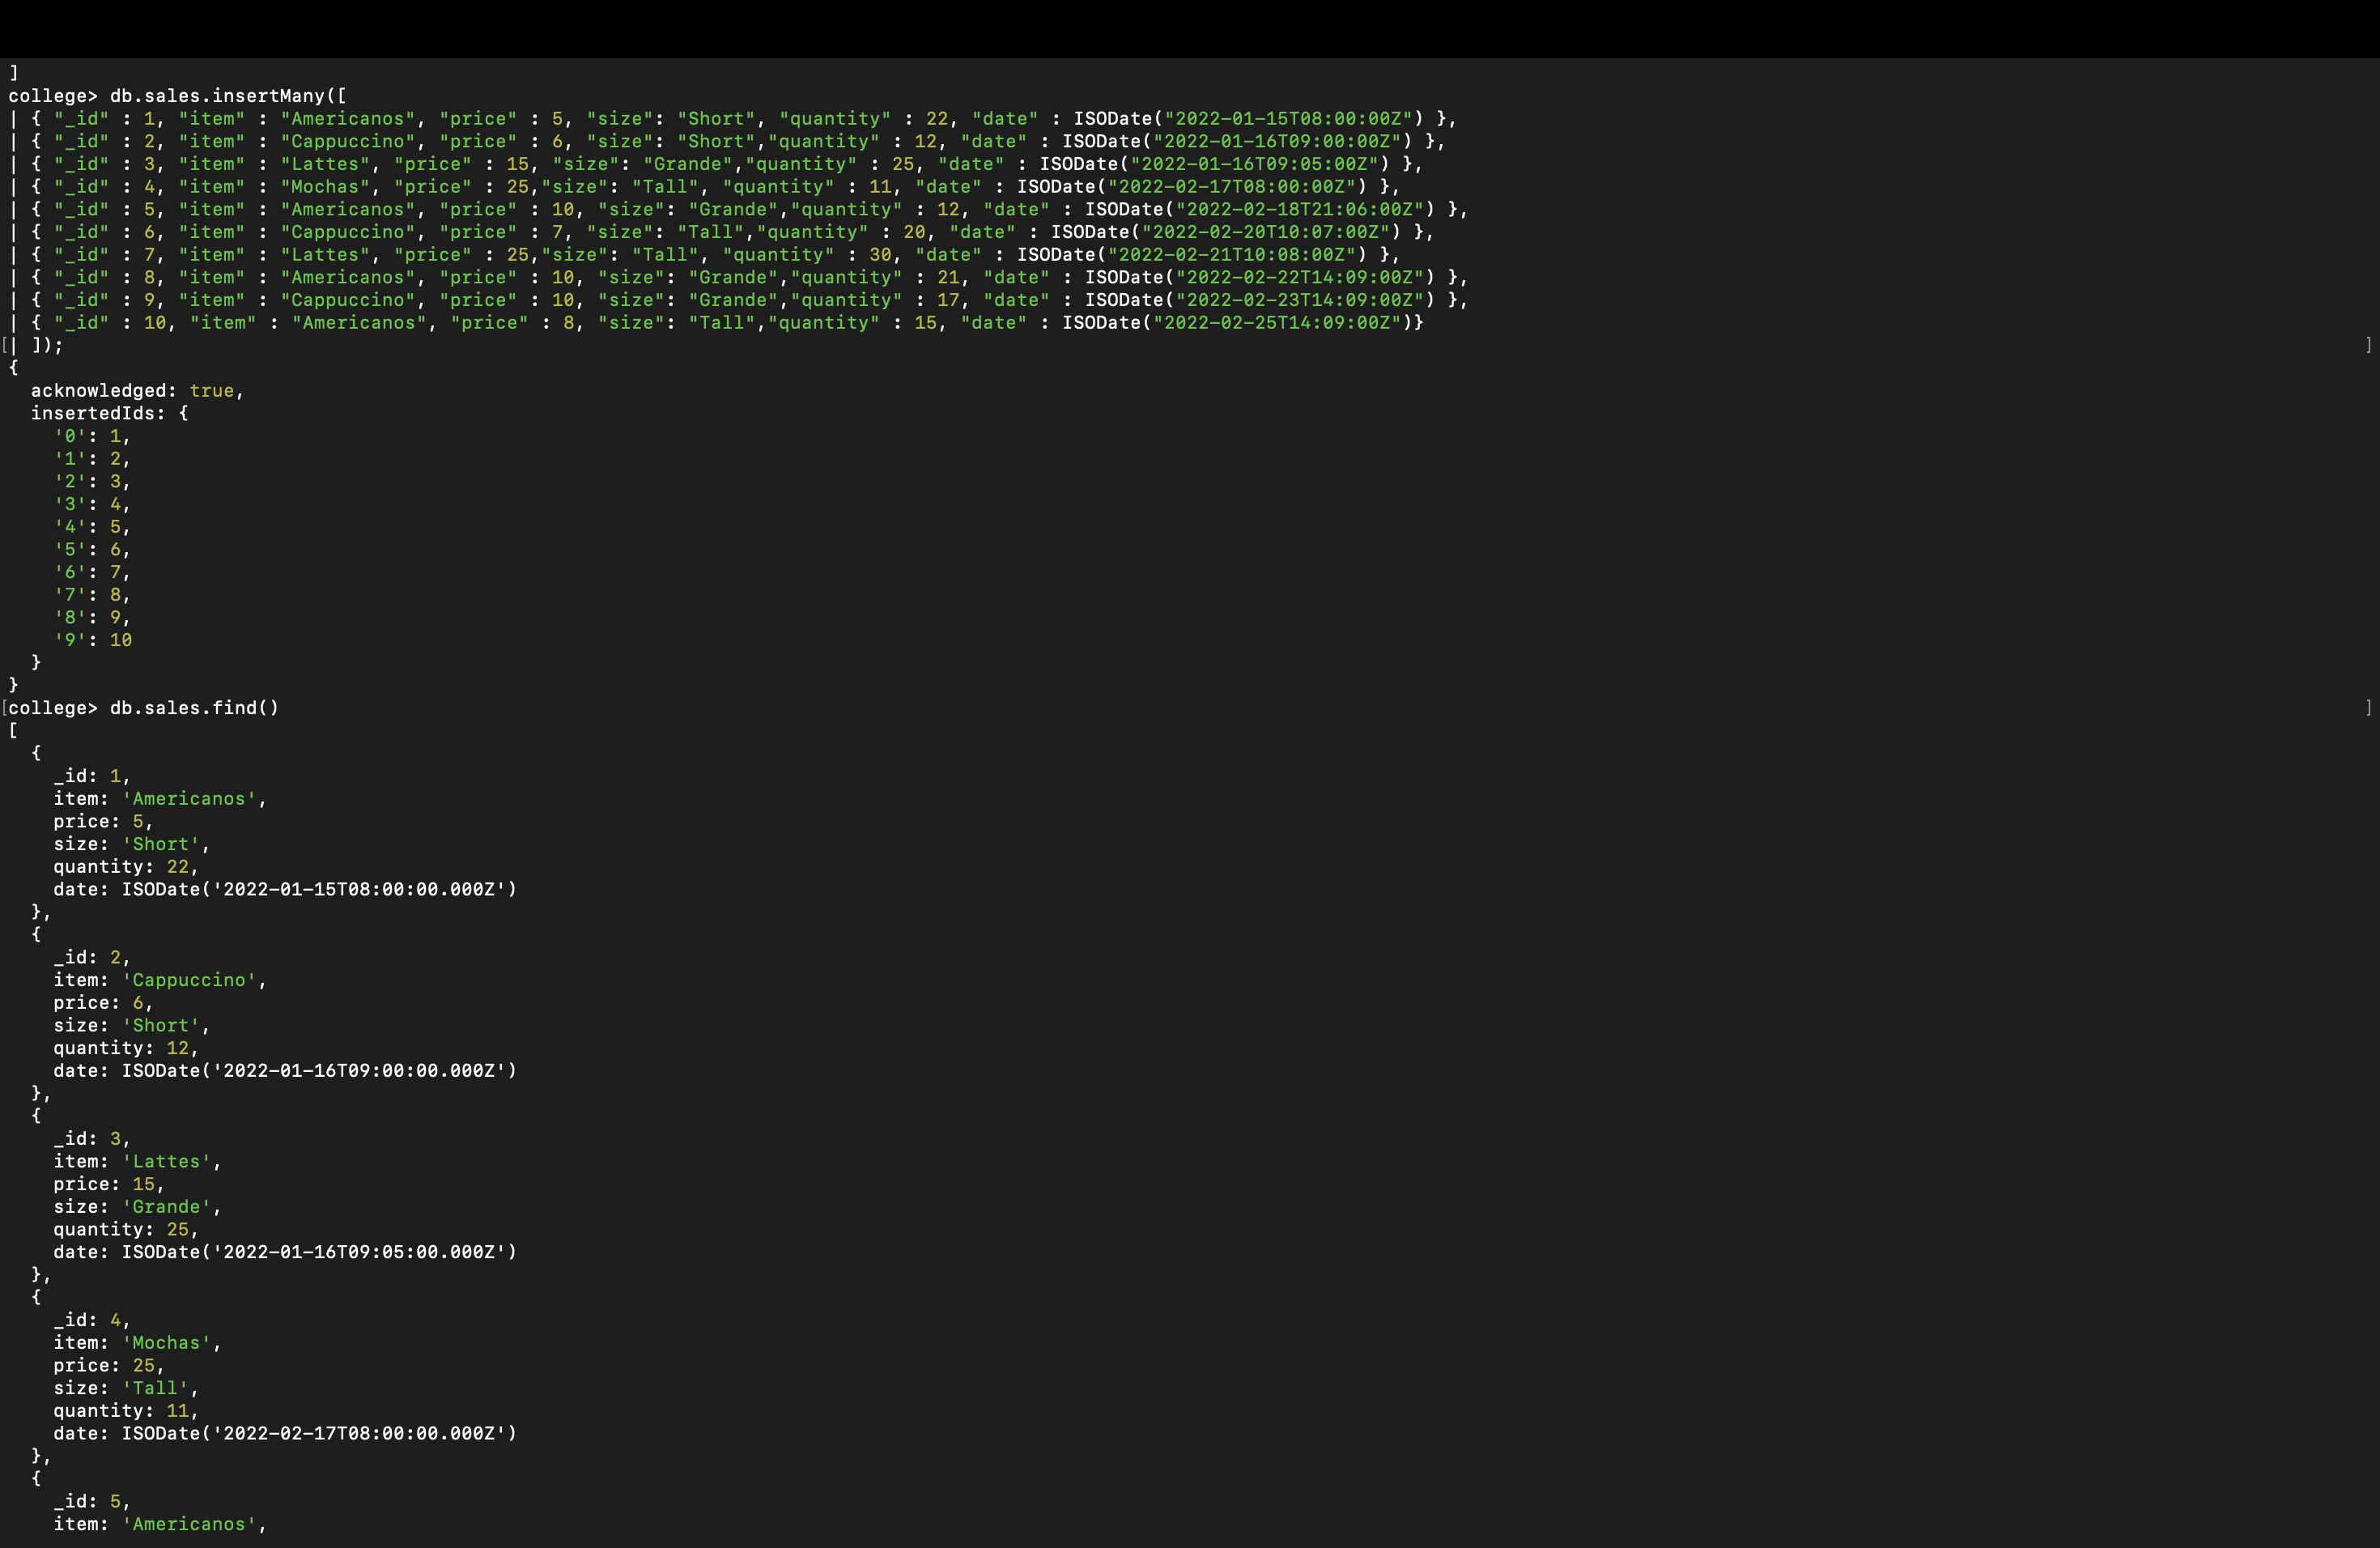 ]
college> db.sales.insertMany([
| { "_id" : 1, "item" : "Americanos", "price" : 5, "size": "Short", "quantity" : 22, "date" : ISODate("2022-01-15T08:00:00Z") },
| { "_id" : 2, "item" : "Cappuccino", "price" : 6, "size": "Short","quantity" : 12, "date" : ISODate("2022-01-16T09:00:00Z") },
| { "_id" : 3, "item" : "Lattes", "price" : 15, "size": "Grande","quantity" : 25, "date" : ISODate("2022-01-16T09:05:00Z") },
| { "_id" : 4, "item" : "Mochas", "price" : 25,"size": "Tall", "quantity" : 11, "date" : ISODate("2022-02-17T08:00:00Z") },
| { "_id" : 5, "item" : "Americanos", "price" : 10, "size": "Grande","quantity" : 12, "date" : ISODate("2022-02-18T21:06:00Z") },
| { "_id" : 6, "item" : "Cappuccino", "price" : 7, "size": "Tall","quantity" : 20, "date" : ISODate("2022-02-20T10:07:00Z") },
| { "_id" : 7, "item" : "Lattes", "price" : 25,"size": "Tall", "quantity" : 30, "date" : ISODate("2022-02-21T10:08:00Z") },
| { "_id" : 8, "item" : "Americanos", "price" : 10, "size": "Grande","quantity" : 21, "date" : ISODate("2022-02-22T14:09:00Z") },
| { "_id" : 9, "item" : "Cappuccino", "price" : 10, "size": "Grande","quantity" : 17, "date" : ISODate("2022-02-23T14:09:00Z") },
| { "_id" : 10, "item" : "Americanos", "price" : 8, "size": "Tall","quantity" : 15, "date" : ISODate("2022-02-25T14:09:00Z")}
[| ]); ]
{
  acknowledged: true,
  insertedIds: {
    '0': 1,
    '1': 2,
    '2': 3,
    '3': 4,
    '4': 5,
    '5': 6,
    '6': 7,
    '7': 8,
    '8': 9,
    '9': 10
  }
}
[college> db.sales.find() ]
[
  {
    _id: 1,
    item: 'Americanos',
    price: 5,
    size: 'Short',
    quantity: 22,
    date: ISODate('2022-01-15T08:00:00.000Z')
  },
  {
    _id: 2,
    item: 'Cappuccino',
    price: 6,
    size: 'Short',
    quantity: 12,
    date: ISODate('2022-01-16T09:00:00.000Z')
  },
  {
    _id: 3,
    item: 'Lattes',
    price: 15,
    size: 'Grande',
    quantity: 25,
    date: ISODate('2022-01-16T09:05:00.000Z')
  },
  {
    _id: 4,
    item: 'Mochas',
    price: 25,
    size: 'Tall',
    quantity: 11,
    date: ISODate('2022-02-17T08:00:00.000Z')
  },
  {
    _id: 5,
    item: 'Americanos',